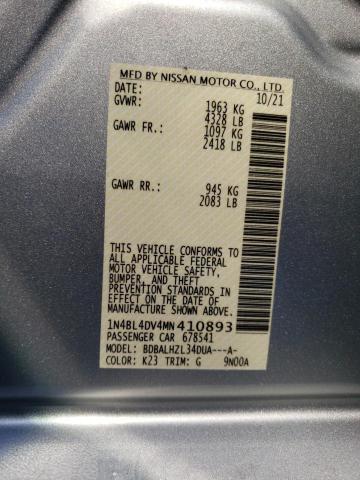 MFD BY NISSAN MOTOR CO., LTD.
DATE: 10/21
GVWR: 1963 KG
4328 LB
GAWR FR.: 1097 KG
2418 LB
GAWR RR.: 945 KG
2083 LB
THIS VEHICLE CONFORMS TO
ALL APPLICABLE FEDERAL
MOTOR VEHICLE SAFETY,
BUMPER, AND THEFT
PREVENTION STANDARDS IN
EFFECT ON THE DATE OF
MANUFACTURE SHOWN ABOVE.
1N4BL4DV4MN410893
PASSENGER CAR 678541
MODEL: BDBALHZL34DUA---A-
COLOR: K23 TRIM: G 9N00A